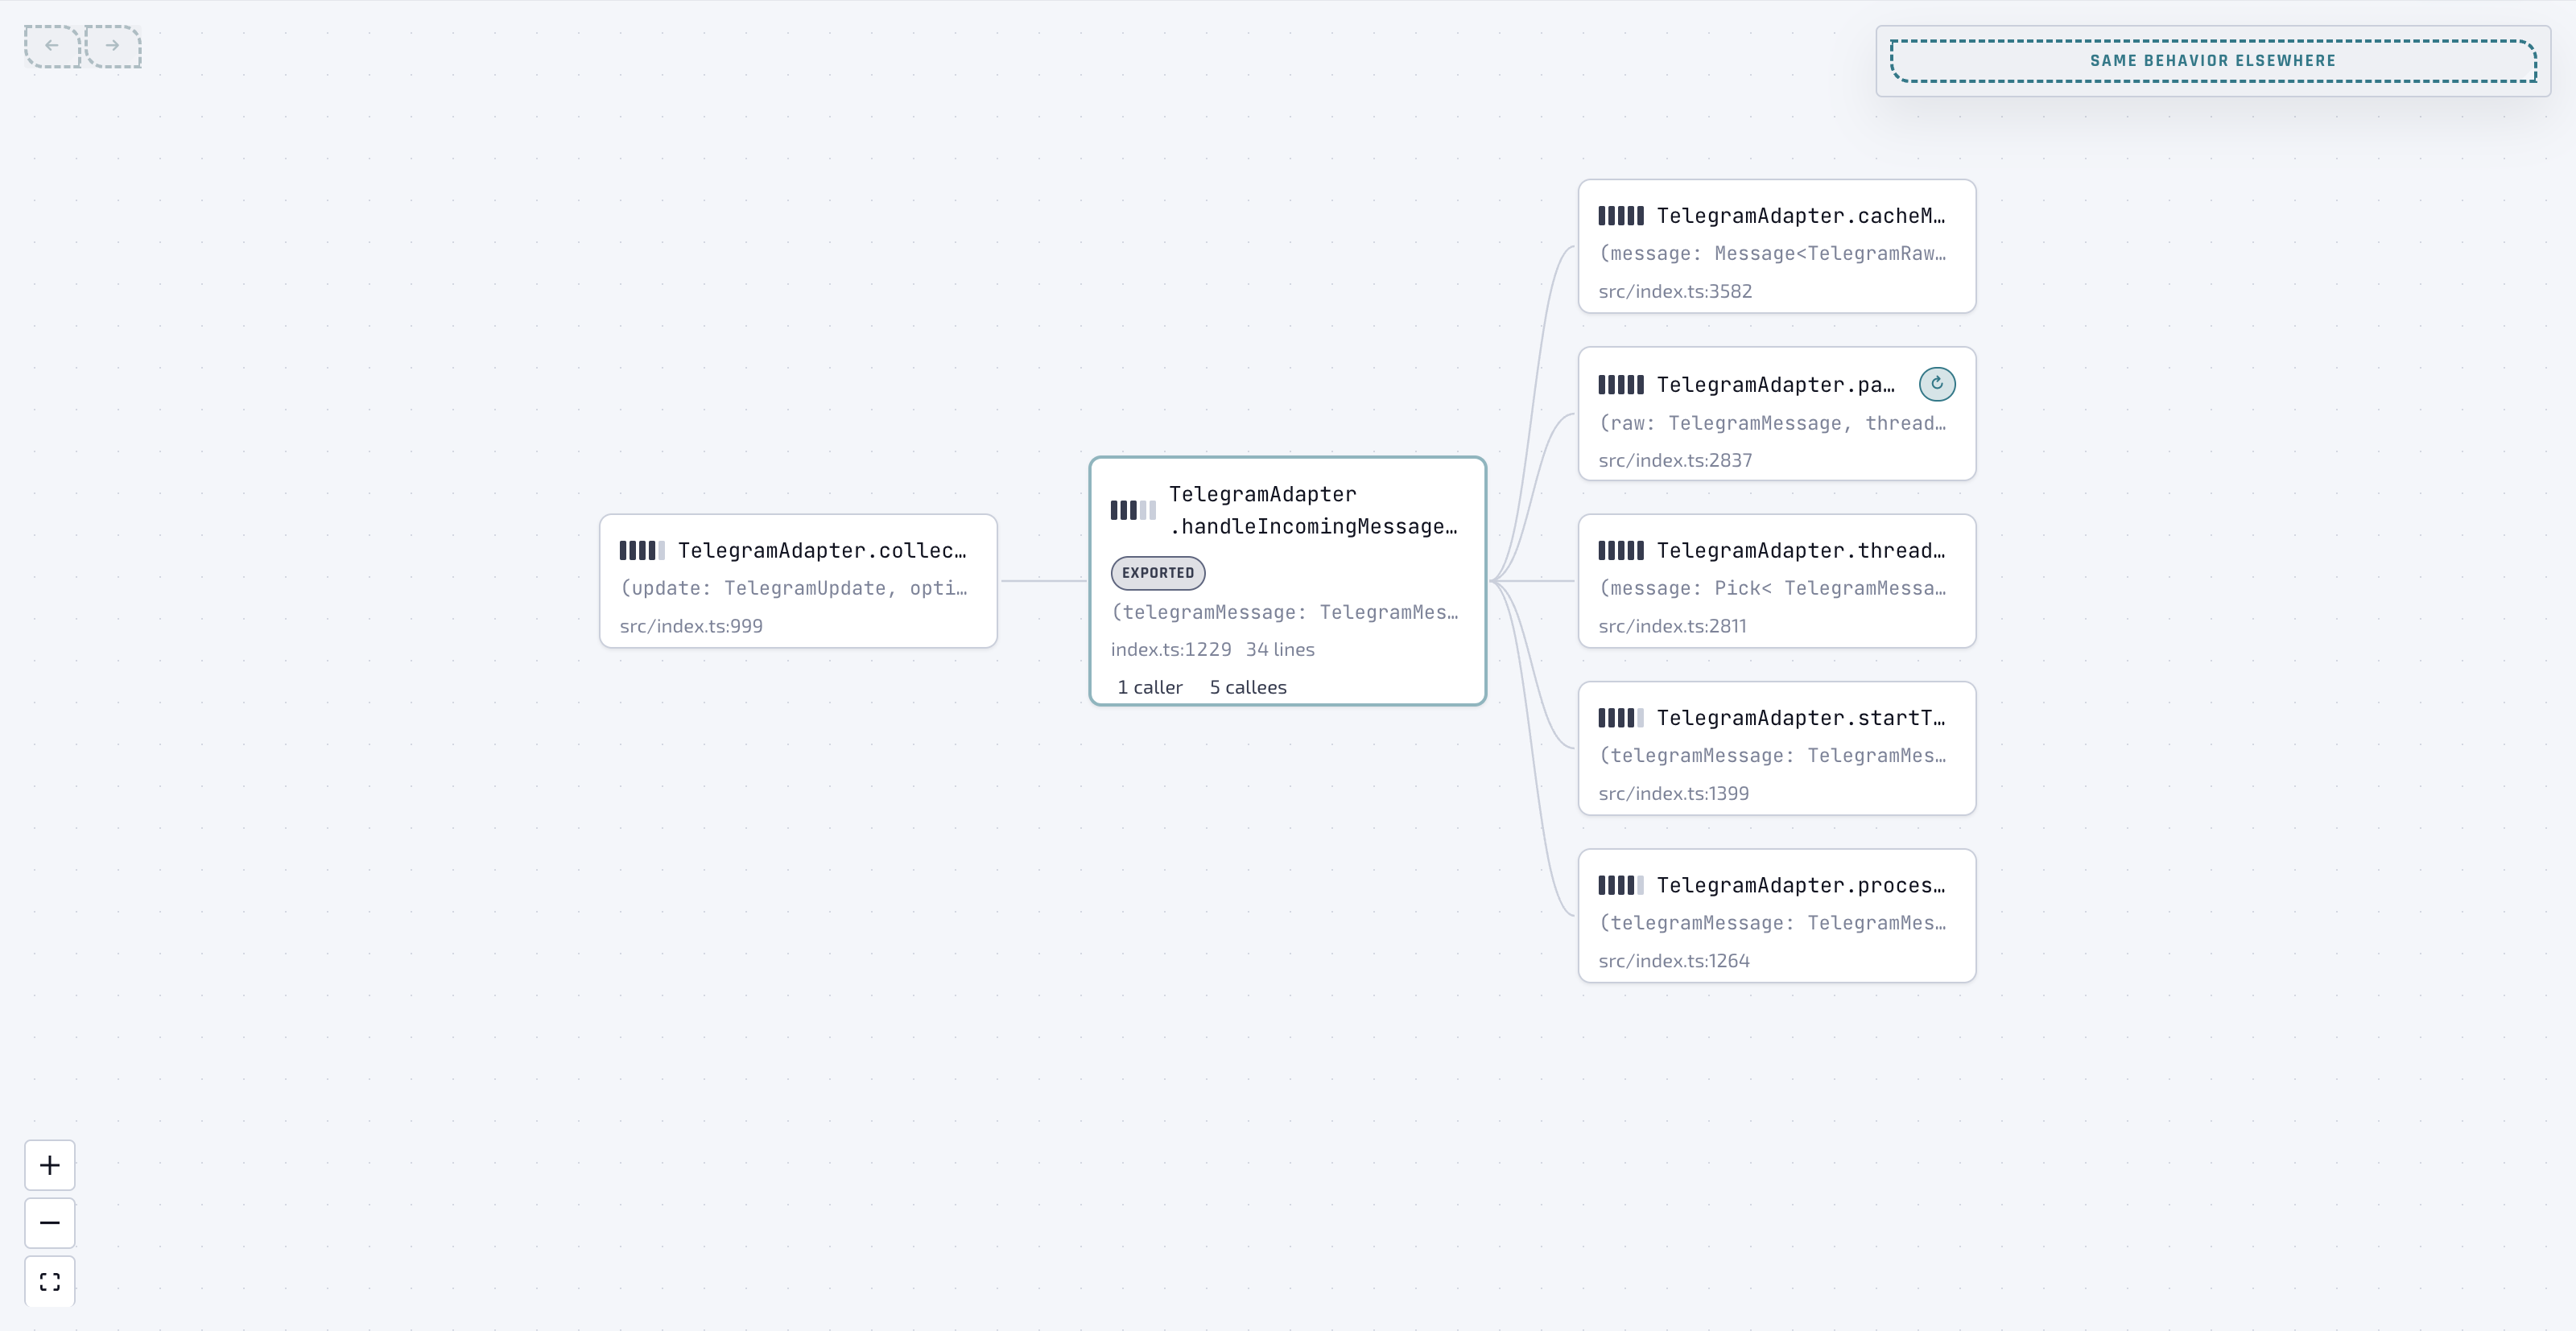 SAME BEHAVIOR ELSEWHERE
TelegramAdapter.collec…
(update: TelegramUpdate, opti…
src/index.ts:999
TelegramAdapter
.handleIncomingMessage…
EXPORTED
(telegramMessage: TelegramMes…
index.ts:1229 34 lines
1 caller 5 callees
TelegramAdapter.cacheM…
(message: Message<TelegramRaw…
src/index.ts:3582
TelegramAdapter.pa…
(raw: TelegramMessage, thread…
src/index.ts:2837
TelegramAdapter.thread…
(message: Pick< TelegramMessa…
src/index.ts:2811
TelegramAdapter.startT…
(telegramMessage: TelegramMes…
src/index.ts:1399
TelegramAdapter.proces…
(telegramMessage: TelegramMes…
src/index.ts:1264